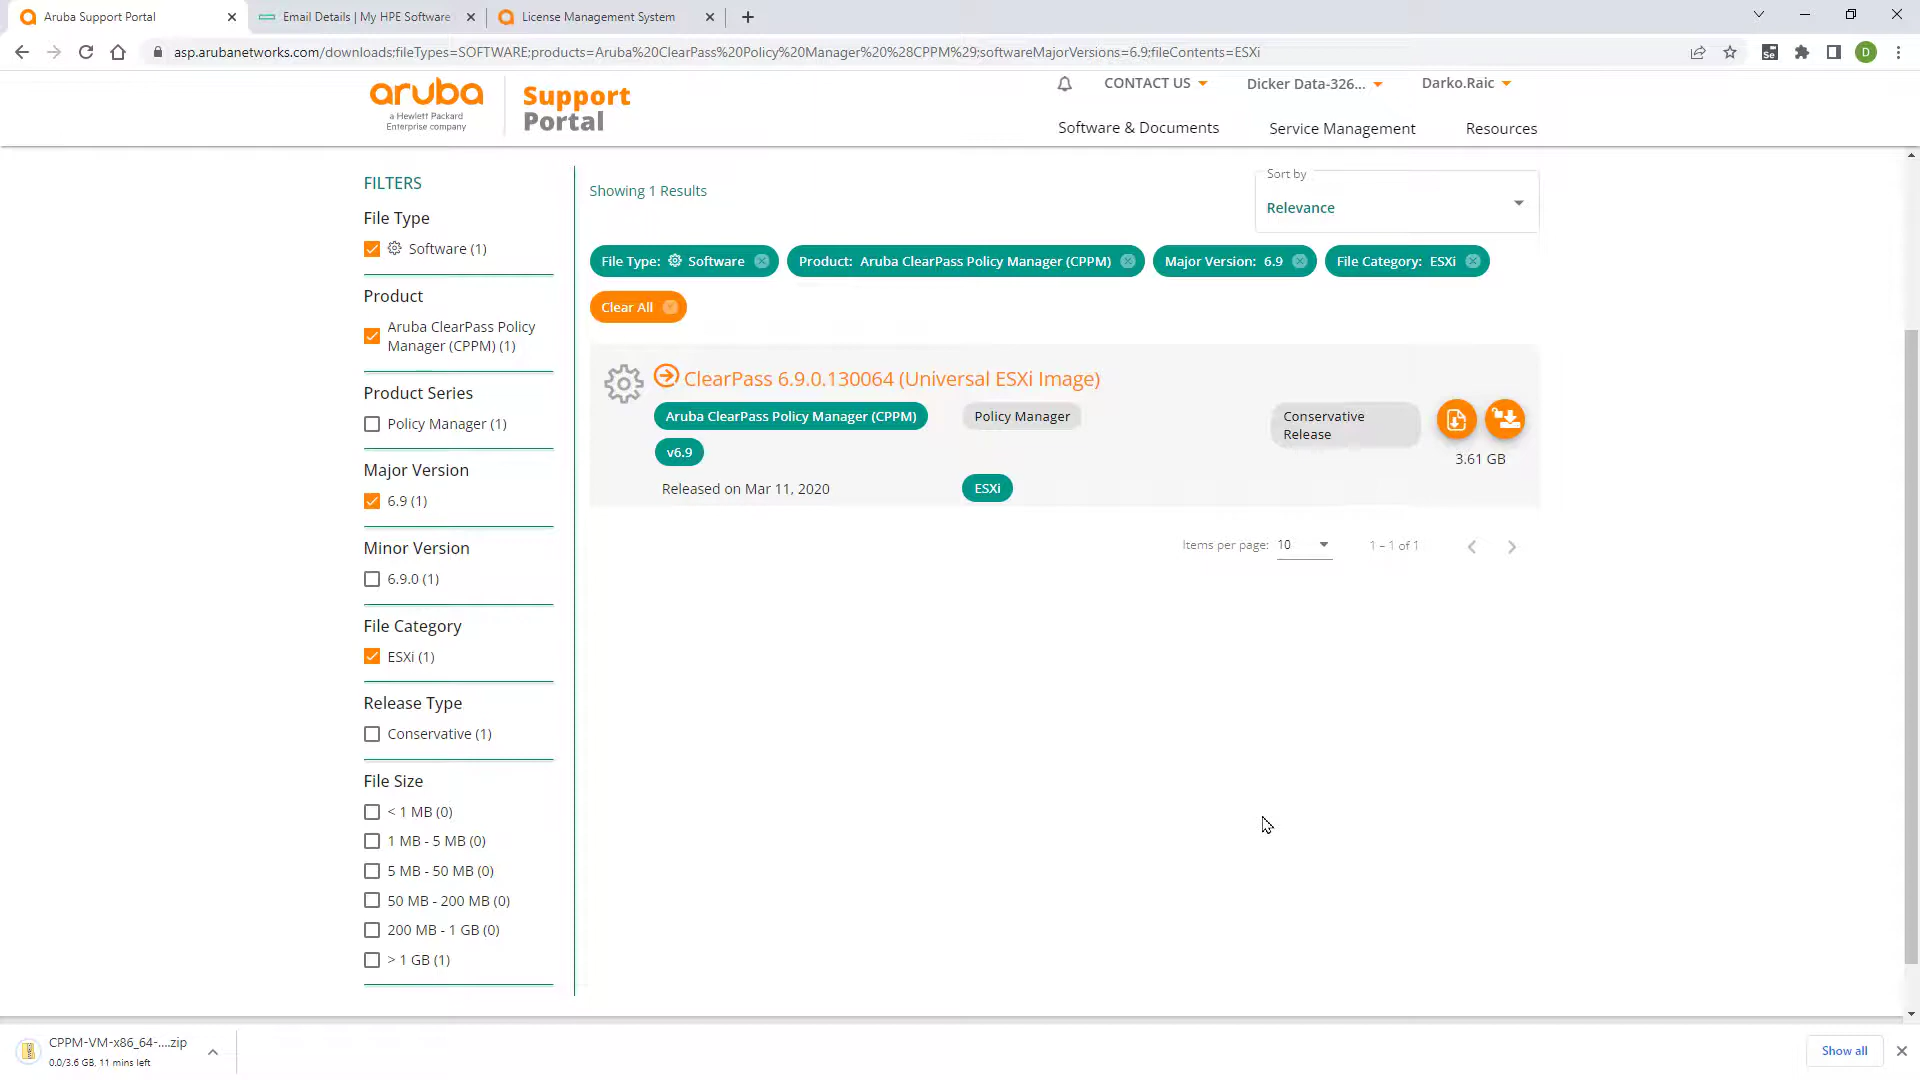 Aruba Support Portal
Email Details | My HPE Software
License Management System
asp.arubanetworks.com/downloads;fileTypes=SOFTWARE;products=Aruba%20ClearPass%20Policy%20Manager%20%28CPPM%29;softwareMajorVersions=6.9;fileContents=ESXi
Se
D
aruba
a Hewlett Packard
Enterprise company
Support
Portal
CONTACT US
Dicker Data-326...
Darko.Raic
Software & Documents
Service Management
Resources
FILTERS
File Type
Software (1)
Product
Aruba ClearPass Policy
Manager (CPPM) (1)
Product Series
Policy Manager (1)
Major Version
6.9 (1)
Minor Version
6.9.0 (1)
File Category
ESXi (1)
Release Type
Conservative (1)
File Size
< 1 MB (0)
1 MB - 5 MB (0)
5 MB - 50 MB (0)
50 MB - 200 MB (0)
200 MB - 1 GB (0)
> 1 GB (1)
Showing 1 Results
Sort by
Relevance
File Type: Software
Product: Aruba ClearPass Policy Manager (CPPM)
Major Version: 6.9
File Category: ESXi
Clear All
ClearPass 6.9.0.130064 (Universal ESXi Image)
Aruba ClearPass Policy Manager (CPPM)
Policy Manager
Conservative
Release
v6.9
3.61 GB
Released on Mar 11, 2020
ESXi
Items per page: 10
1 – 1 of 1
CPPM-VM-x86_64-....zip
0.0/3.6 GB, 11 mins left
Show all